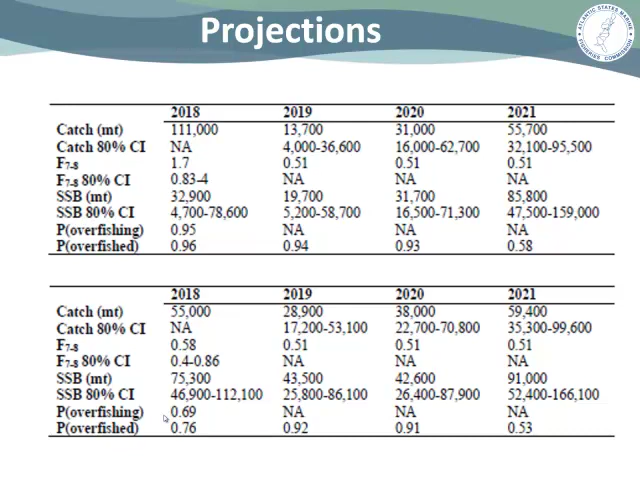 Projections
ATLANTIC STATES MARINE FISHERIES COMMISSION
2018 2019 2020 2021
Catch (mt) 111,000 13,700 31,000 55,700
Catch 80% CI NA 4,000-36,600 16,000-62,700 32,100-95,500
F7-8 1.7 0.51 0.51 0.51
F7-8 80% CI 0.83-4 NA NA NA
SSB (mt) 32,900 19,700 31,700 85,800
SSB 80% CI 4,700-78,600 5,200-58,700 16,500-71,300 47,500-159,000
P(overfishing) 0.95 NA NA NA
P(overfished) 0.96 0.94 0.93 0.58
2018 2019 2020 2021
Catch (mt) 55,000 28,900 38,000 59,400
Catch 80% CI NA 17,200-53,100 22,700-70,800 35,300-99,600
F7-8 0.58 0.51 0.51 0.51
F7-8 80% CI 0.4-0.86 NA NA NA
SSB (mt) 75,300 43,500 42,600 91,000
SSB 80% CI 46,900-112,100 25,800-86,100 26,400-87,900 52,400-166,100
P(overfishing) 0.69 NA NA NA
P(overfished) 0.76 0.92 0.91 0.53